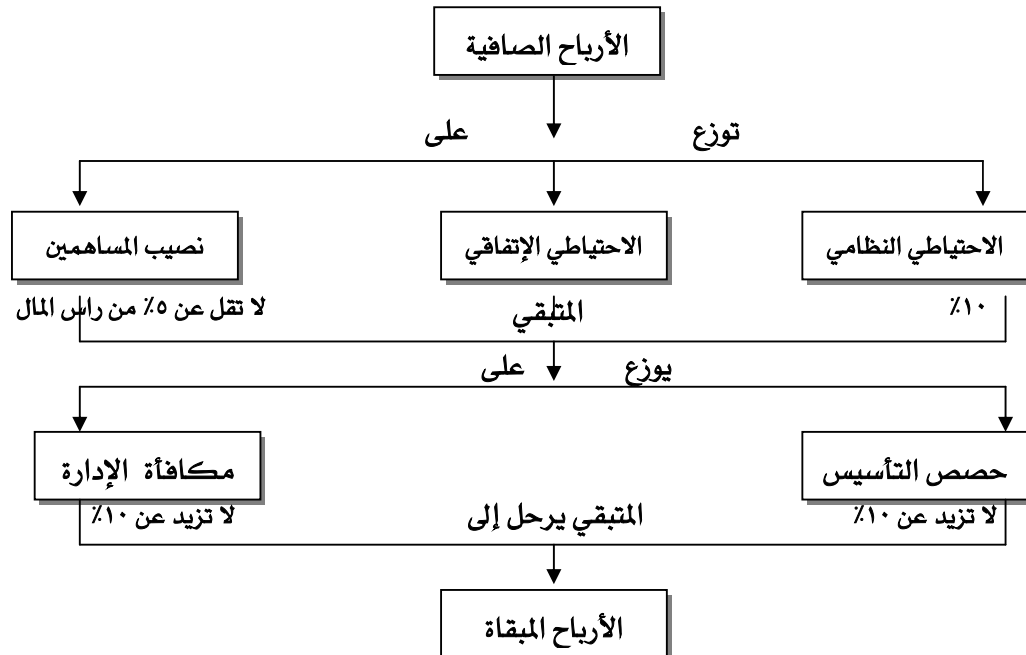 الأرباح الصافية
توزع على
الاحتياطي النظامي
الاحتياطي الإتفاقي
نصيب المساهمين
١٠٪
المتبقي
لا تقل عن ٥٪ من راس المال
يوزع على
حصص التأسيس
مكافأة الإدارة
لا تزيد عن ١٠٪
المتبقي يرحل إلى
لا تزيد عن ١٠٪
الأرباح المبقاة